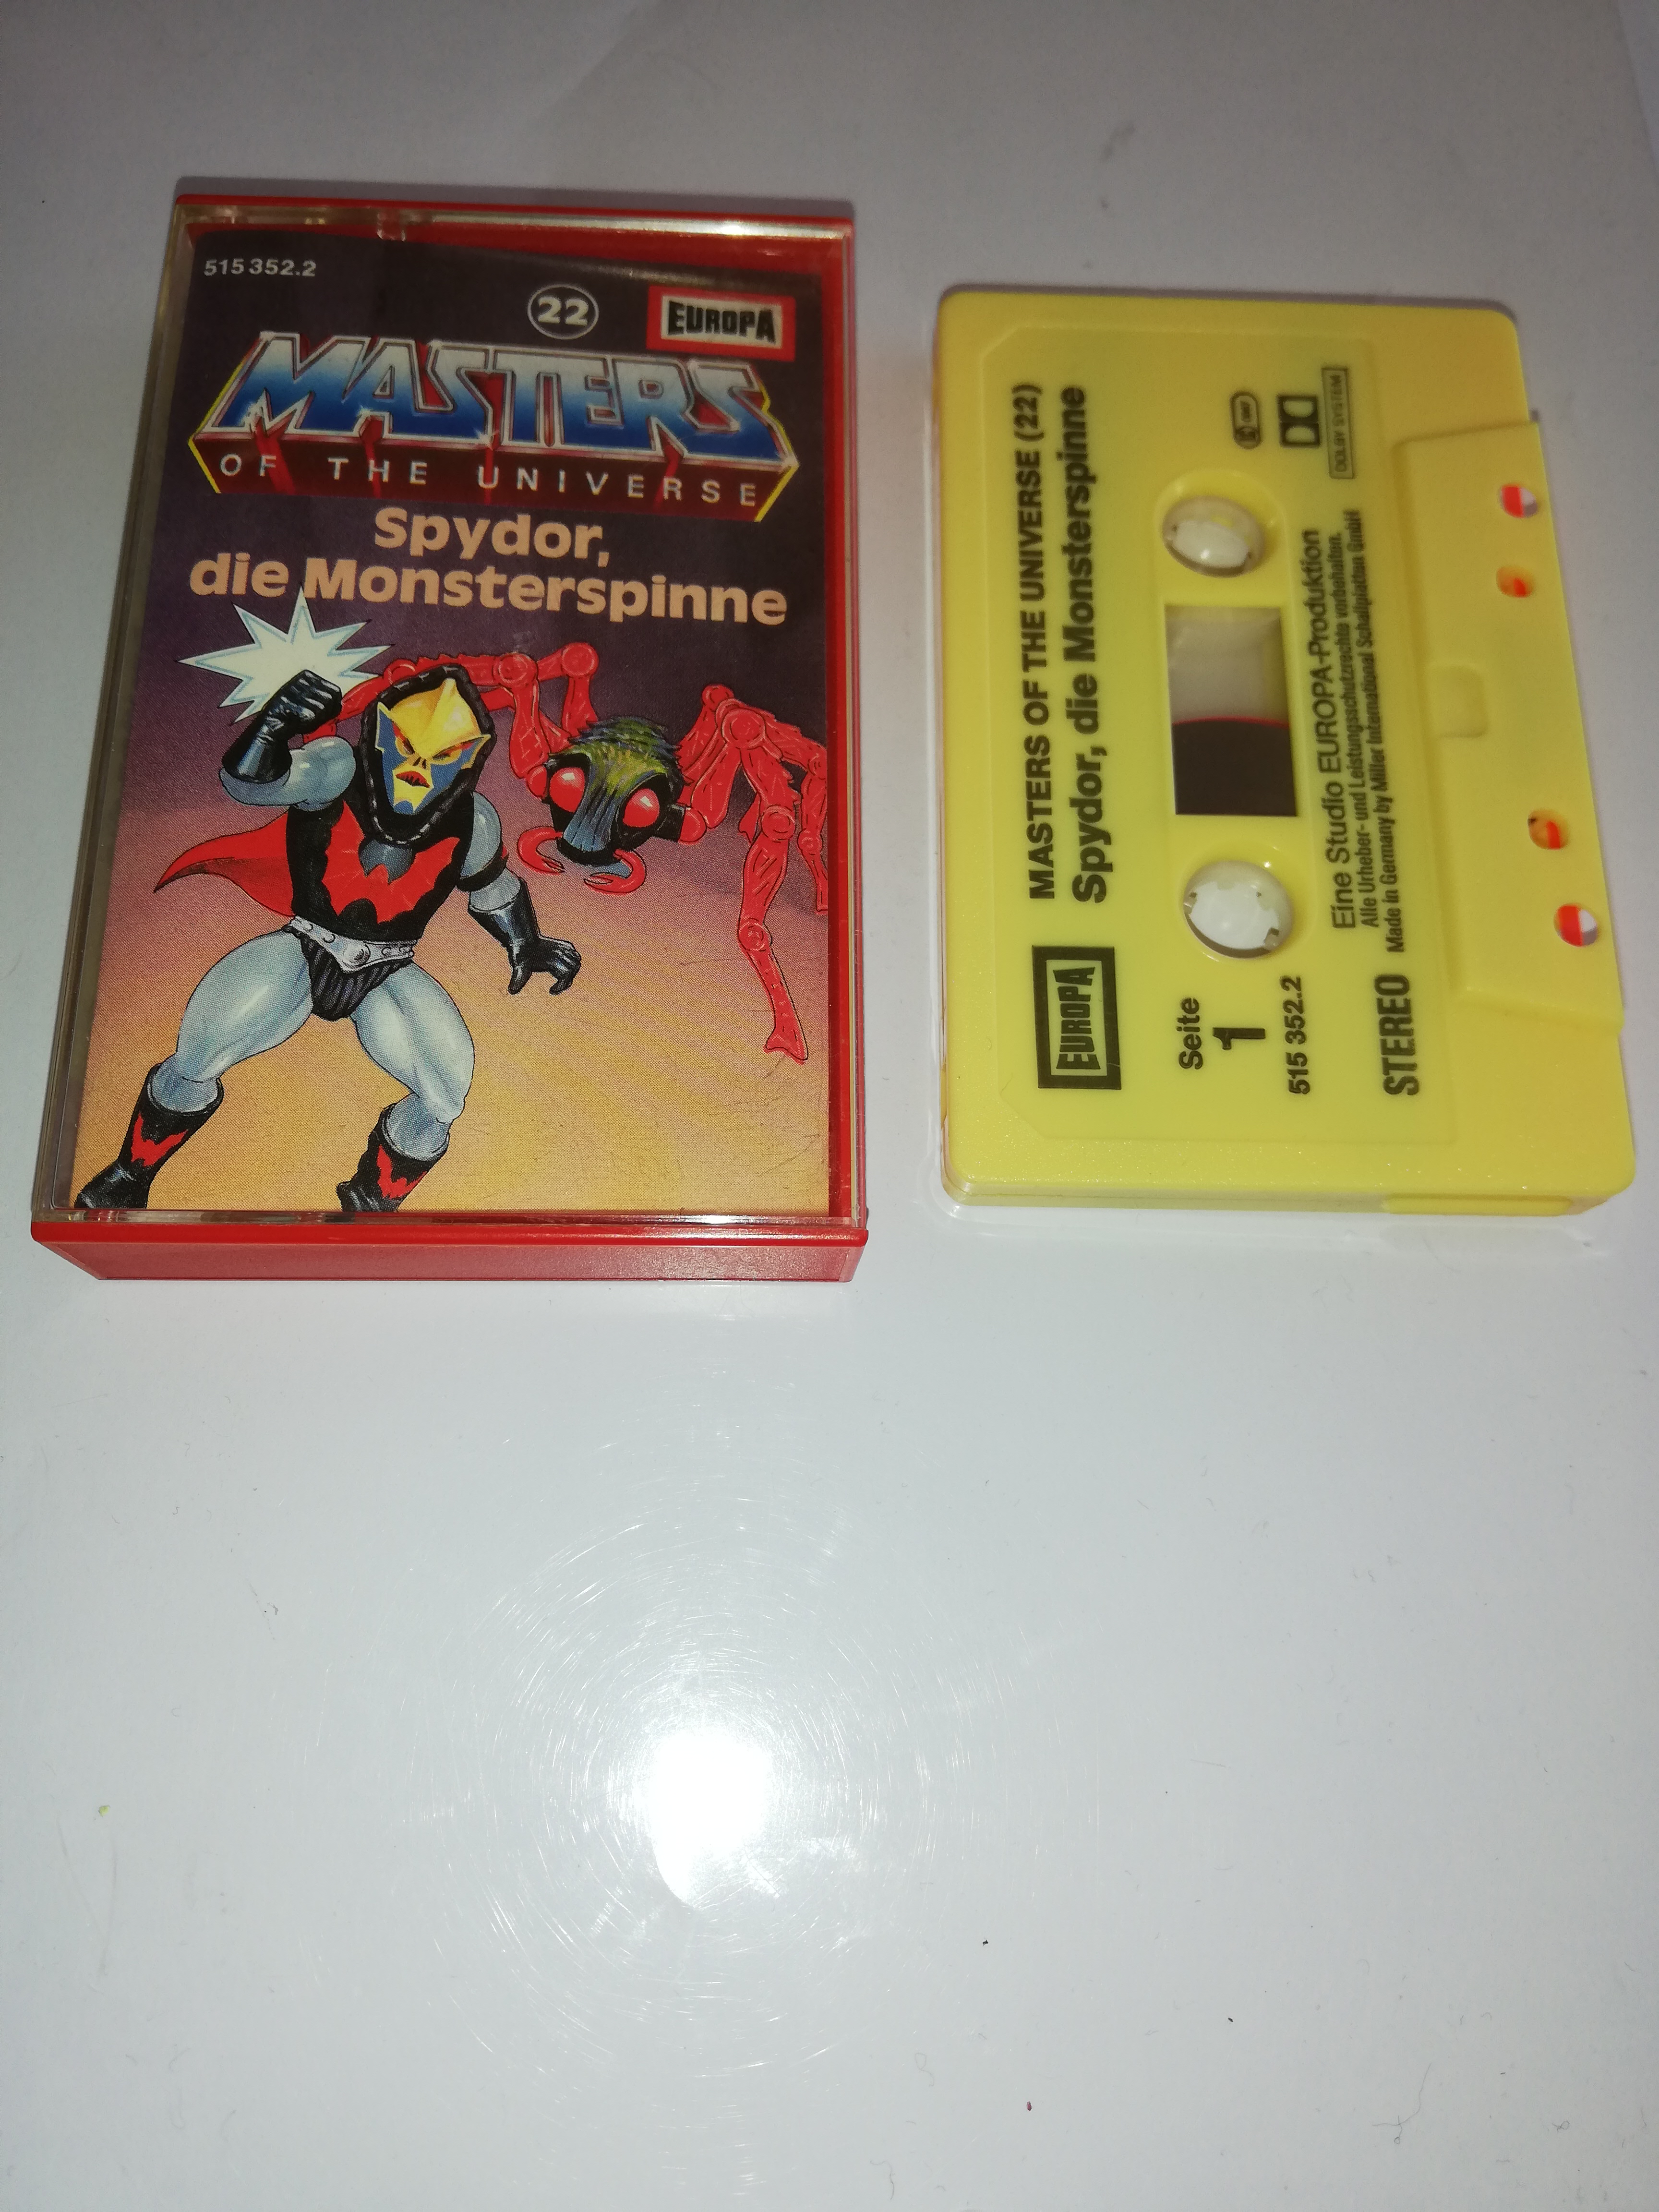 515 352.2
22
EUROPA
MASTERS
OF THE UNIVERSE
Spydor,
die Monsterspinne
MASTERS OF THE UNIVERSE (22)
Spydor, die Monsterspinne
EUROPA
Seite
1
515 352.2
DOLBY SYSTEM
Eine Studio EUROPA-Produktion
Alle Urheber- und Leistungsschutzrechte vorbehalten.
Made in Germany by Miller International Schallplatten GmbH
STEREO